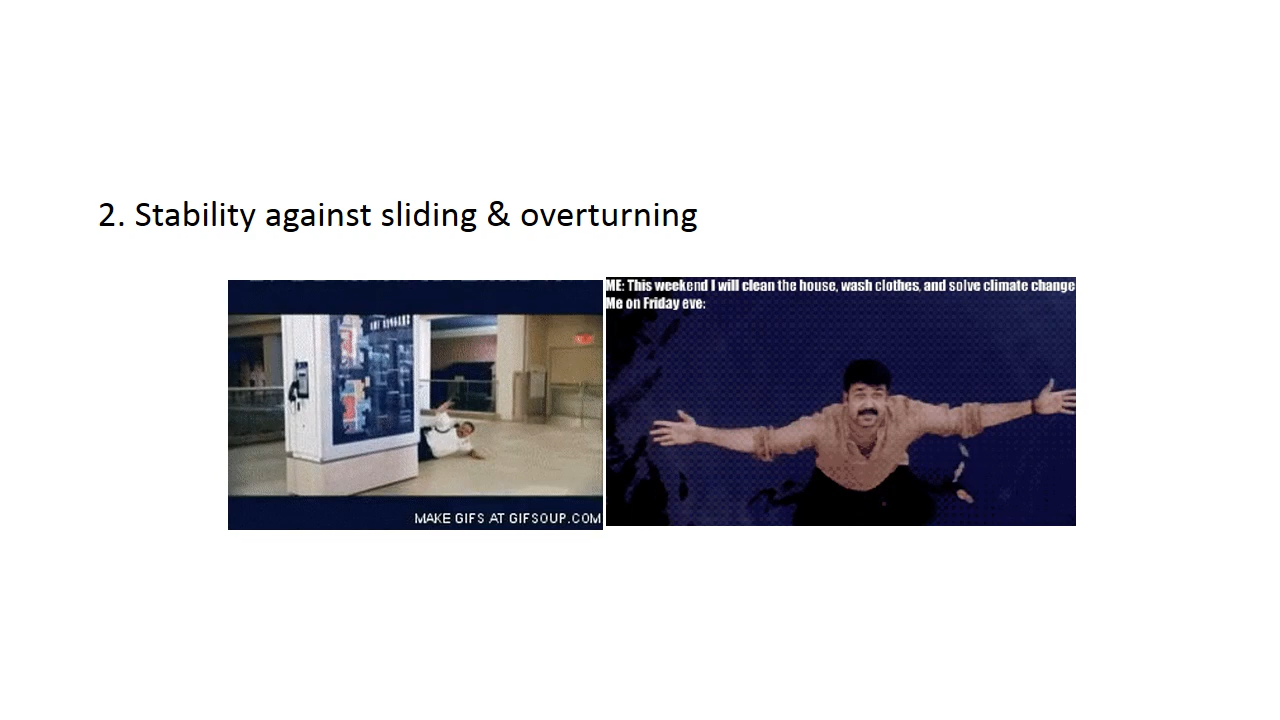 2. Stability against sliding & overturning
ME: This weekend I will clean the house, wash clothes, and solve climate change
Me on Friday eve:
MAKE GIFS AT GIFSOUP.COM